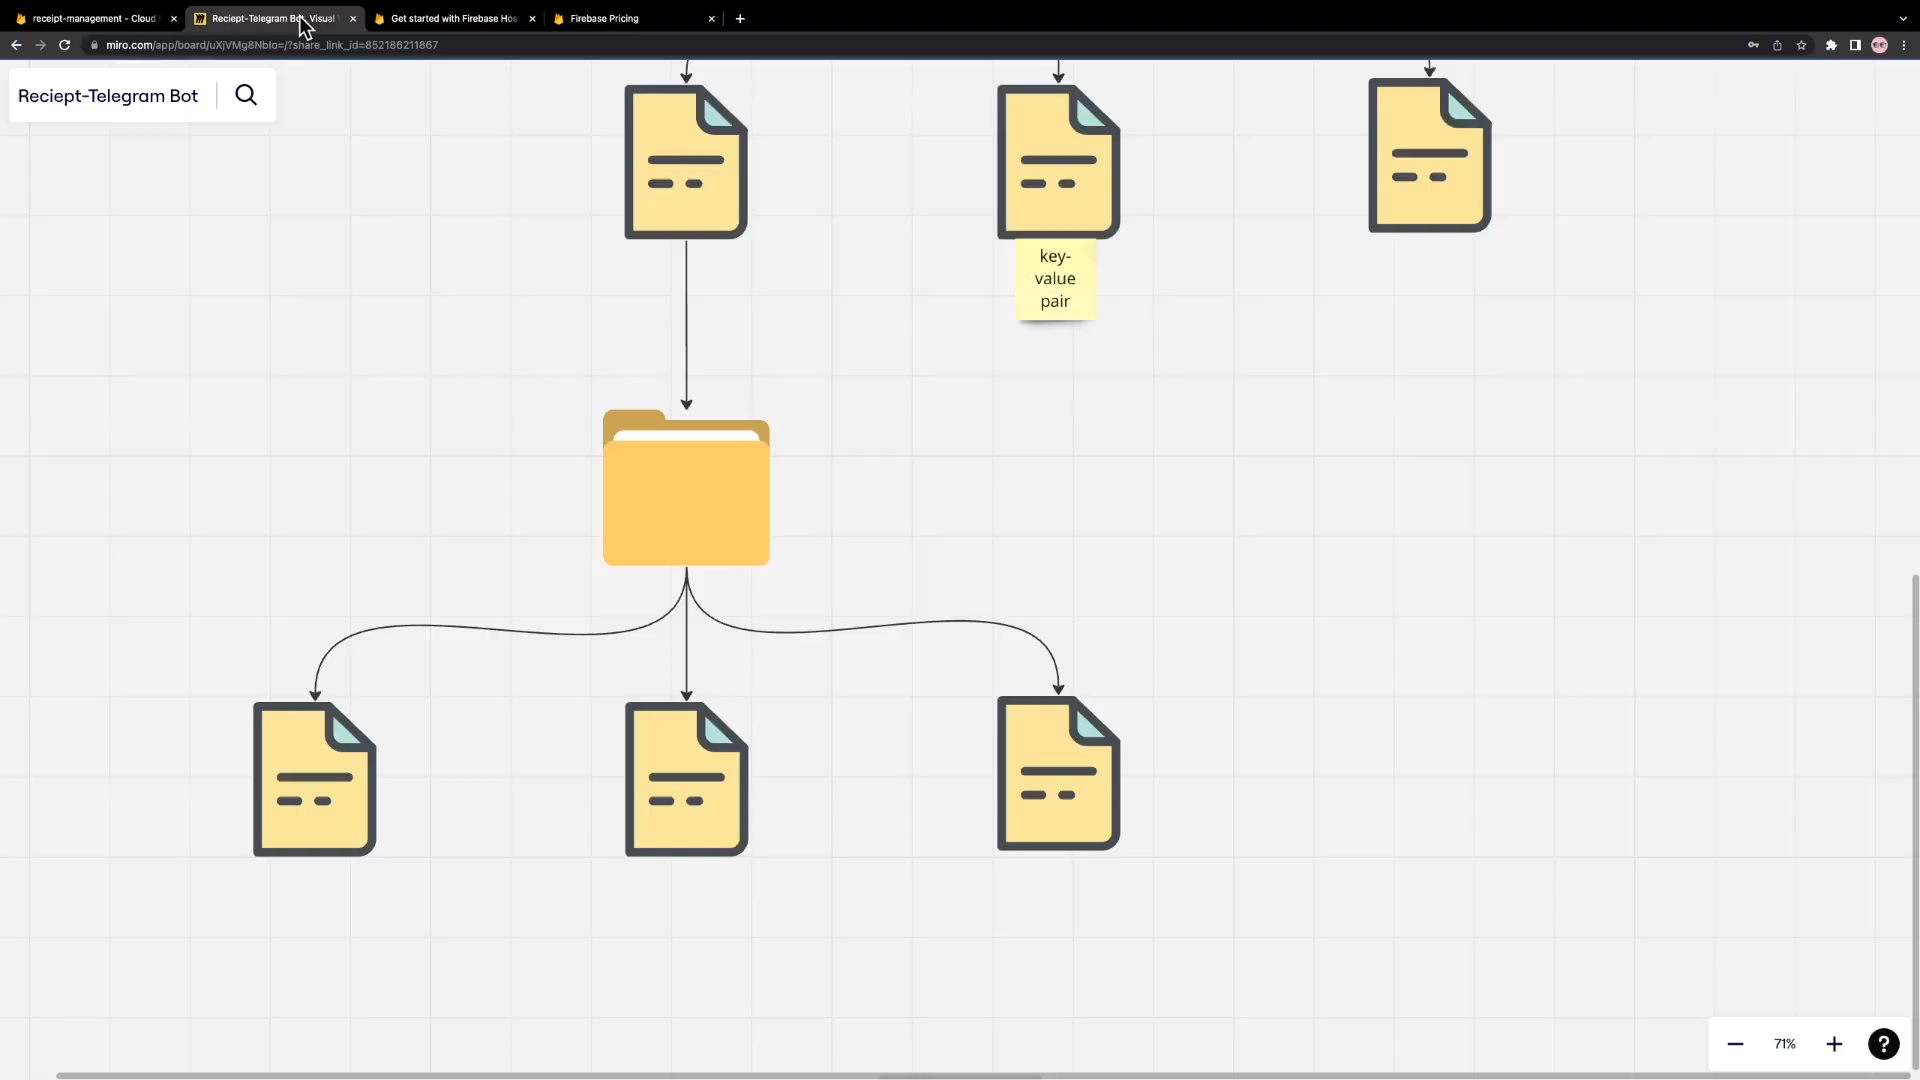 receipt-management - Cloud
Reciept-Telegram Bot, Visual
Get started with Firebase Hos
Firebase Pricing
miro.com/app/board/uXjVMg8NbIo=/?share_link_id=852186211867
Reciept-Telegram Bot
key-
value
pair
71%